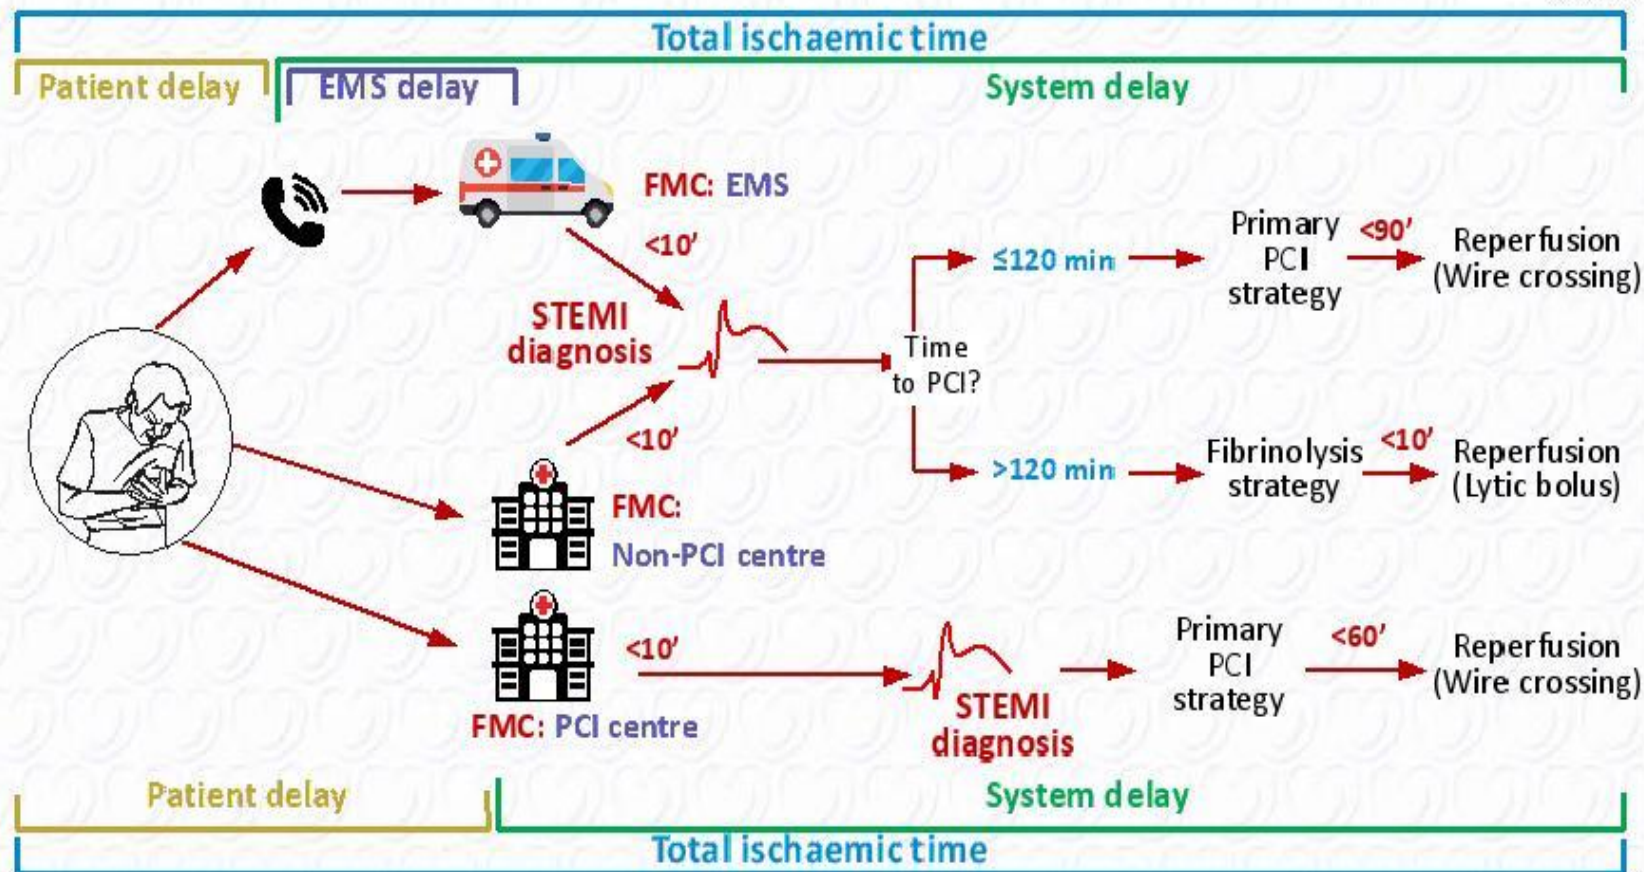 Total ischaemic time
Patient delay
EMS delay
System delay
FMC: EMS
<10’
STEMI
diagnosis
<10’
FMC:
Non-PCI centre
Time
to PCI?
≤120 min
Primary
PCI
strategy
<90’
Reperfusion
(Wire crossing)
>120 min
Fibrinolysis
strategy
<10’
Reperfusion
(Lytic bolus)
<10’
FMC: PCI centre
STEMI
diagnosis
Primary
PCI
strategy
<60’
Reperfusion
(Wire crossing)
Patient delay
System delay
Total ischaemic time